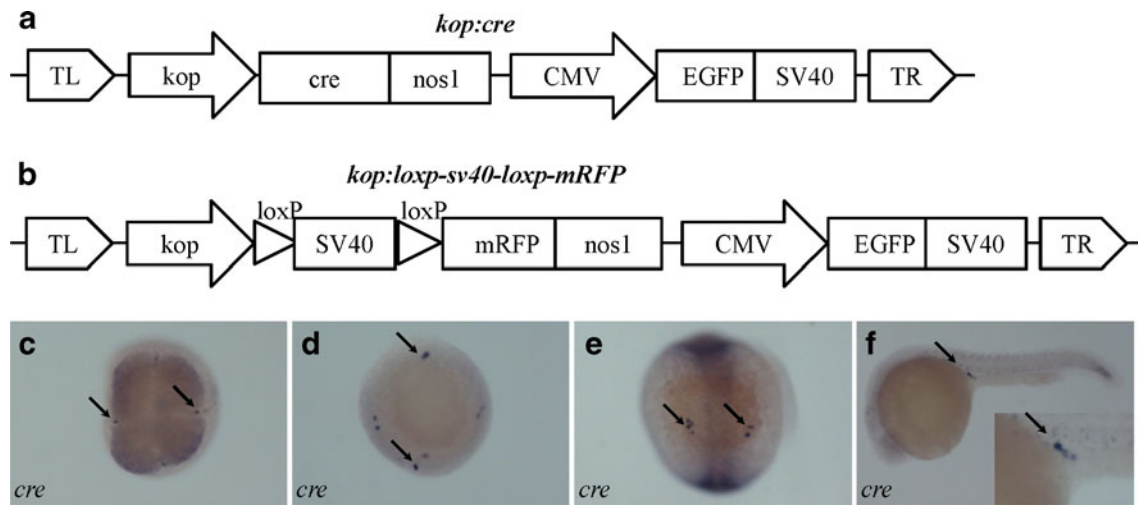 a
kop:cre
TL kop cre nos1 CMV EGFP SV40 TR
b
kop:loxp-sv40-loxp-mRFP
loxP loxP
TL kop SV40 mRFP nos1 CMV EGFP SV40 TR
c d e f
cre cre cre cre